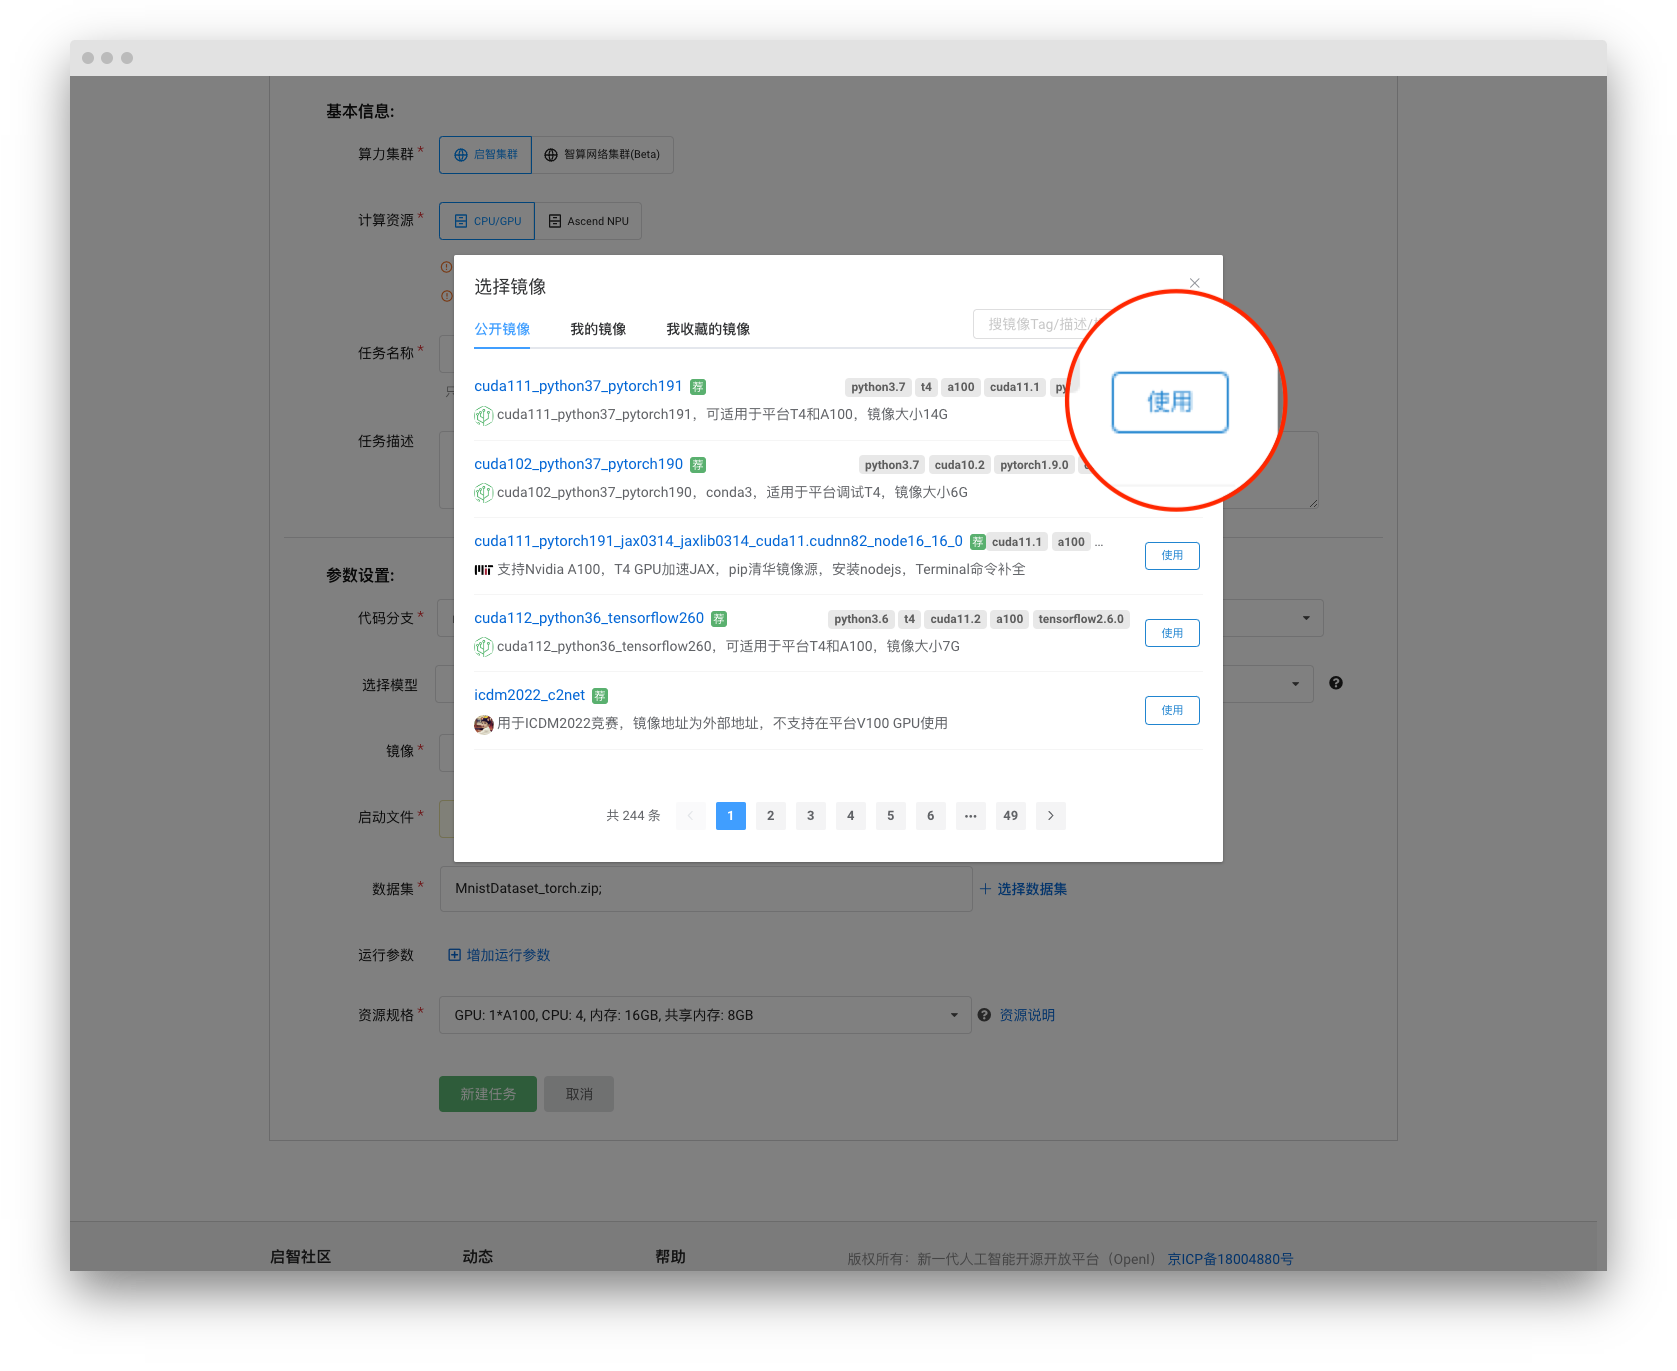 基本信息:
算力集群* 启智集群 智算网络集群(Beta)
计算资源* CPU/GPU Ascend NPU
选择镜像
公开镜像 我的镜像 我收藏的镜像 搜镜像Tag/描述/
任务名称*
cuda111_python37_pytorch191 荐 python3.7 t4 a100 cuda11.1 py
cuda111_python37_pytorch191，可适用于平台T4和A100，镜像大小14G
使用
任务描述
cuda102_python37_pytorch190 荐 python3.7 cuda10.2 pytorch1.9.0
cuda102_python37_pytorch190，conda3，适用于平台调试T4，镜像大小6G
cuda111_pytorch191_jax0314_jaxlib0314_cuda11.cudnn82_node16_16_0 荐 cuda11.1 a100 ...
使用
支持Nvidia A100，T4 GPU加速JAX，pip清华镜像源，安装nodejs，Terminal命令补全
参数设置:
代码分支*
cuda112_python36_tensorflow260 荐 python3.6 t4 cuda11.2 a100 tensorflow2.6.0
使用
cuda112_python36_tensorflow260，可适用于平台T4和A100，镜像大小7G
选择模型
icdm2022_c2net 荐
使用
用于ICDM2022竞赛，镜像地址为外部地址，不支持在平台V100 GPU使用
镜像*
启动文件*
共 244 条 1 2 3 4 5 6 ... 49
数据集* MnistDataset_torch.zip; 选择数据集
运行参数 增加运行参数
资源规格* GPU: 1*A100, CPU: 4, 内存: 16GB, 共享内存: 8GB 资源说明
新建任务 取消
启智社区 动态 帮助 版权所有：新一代人工智能开源开放平台（OpenI） 京ICP备18004880号